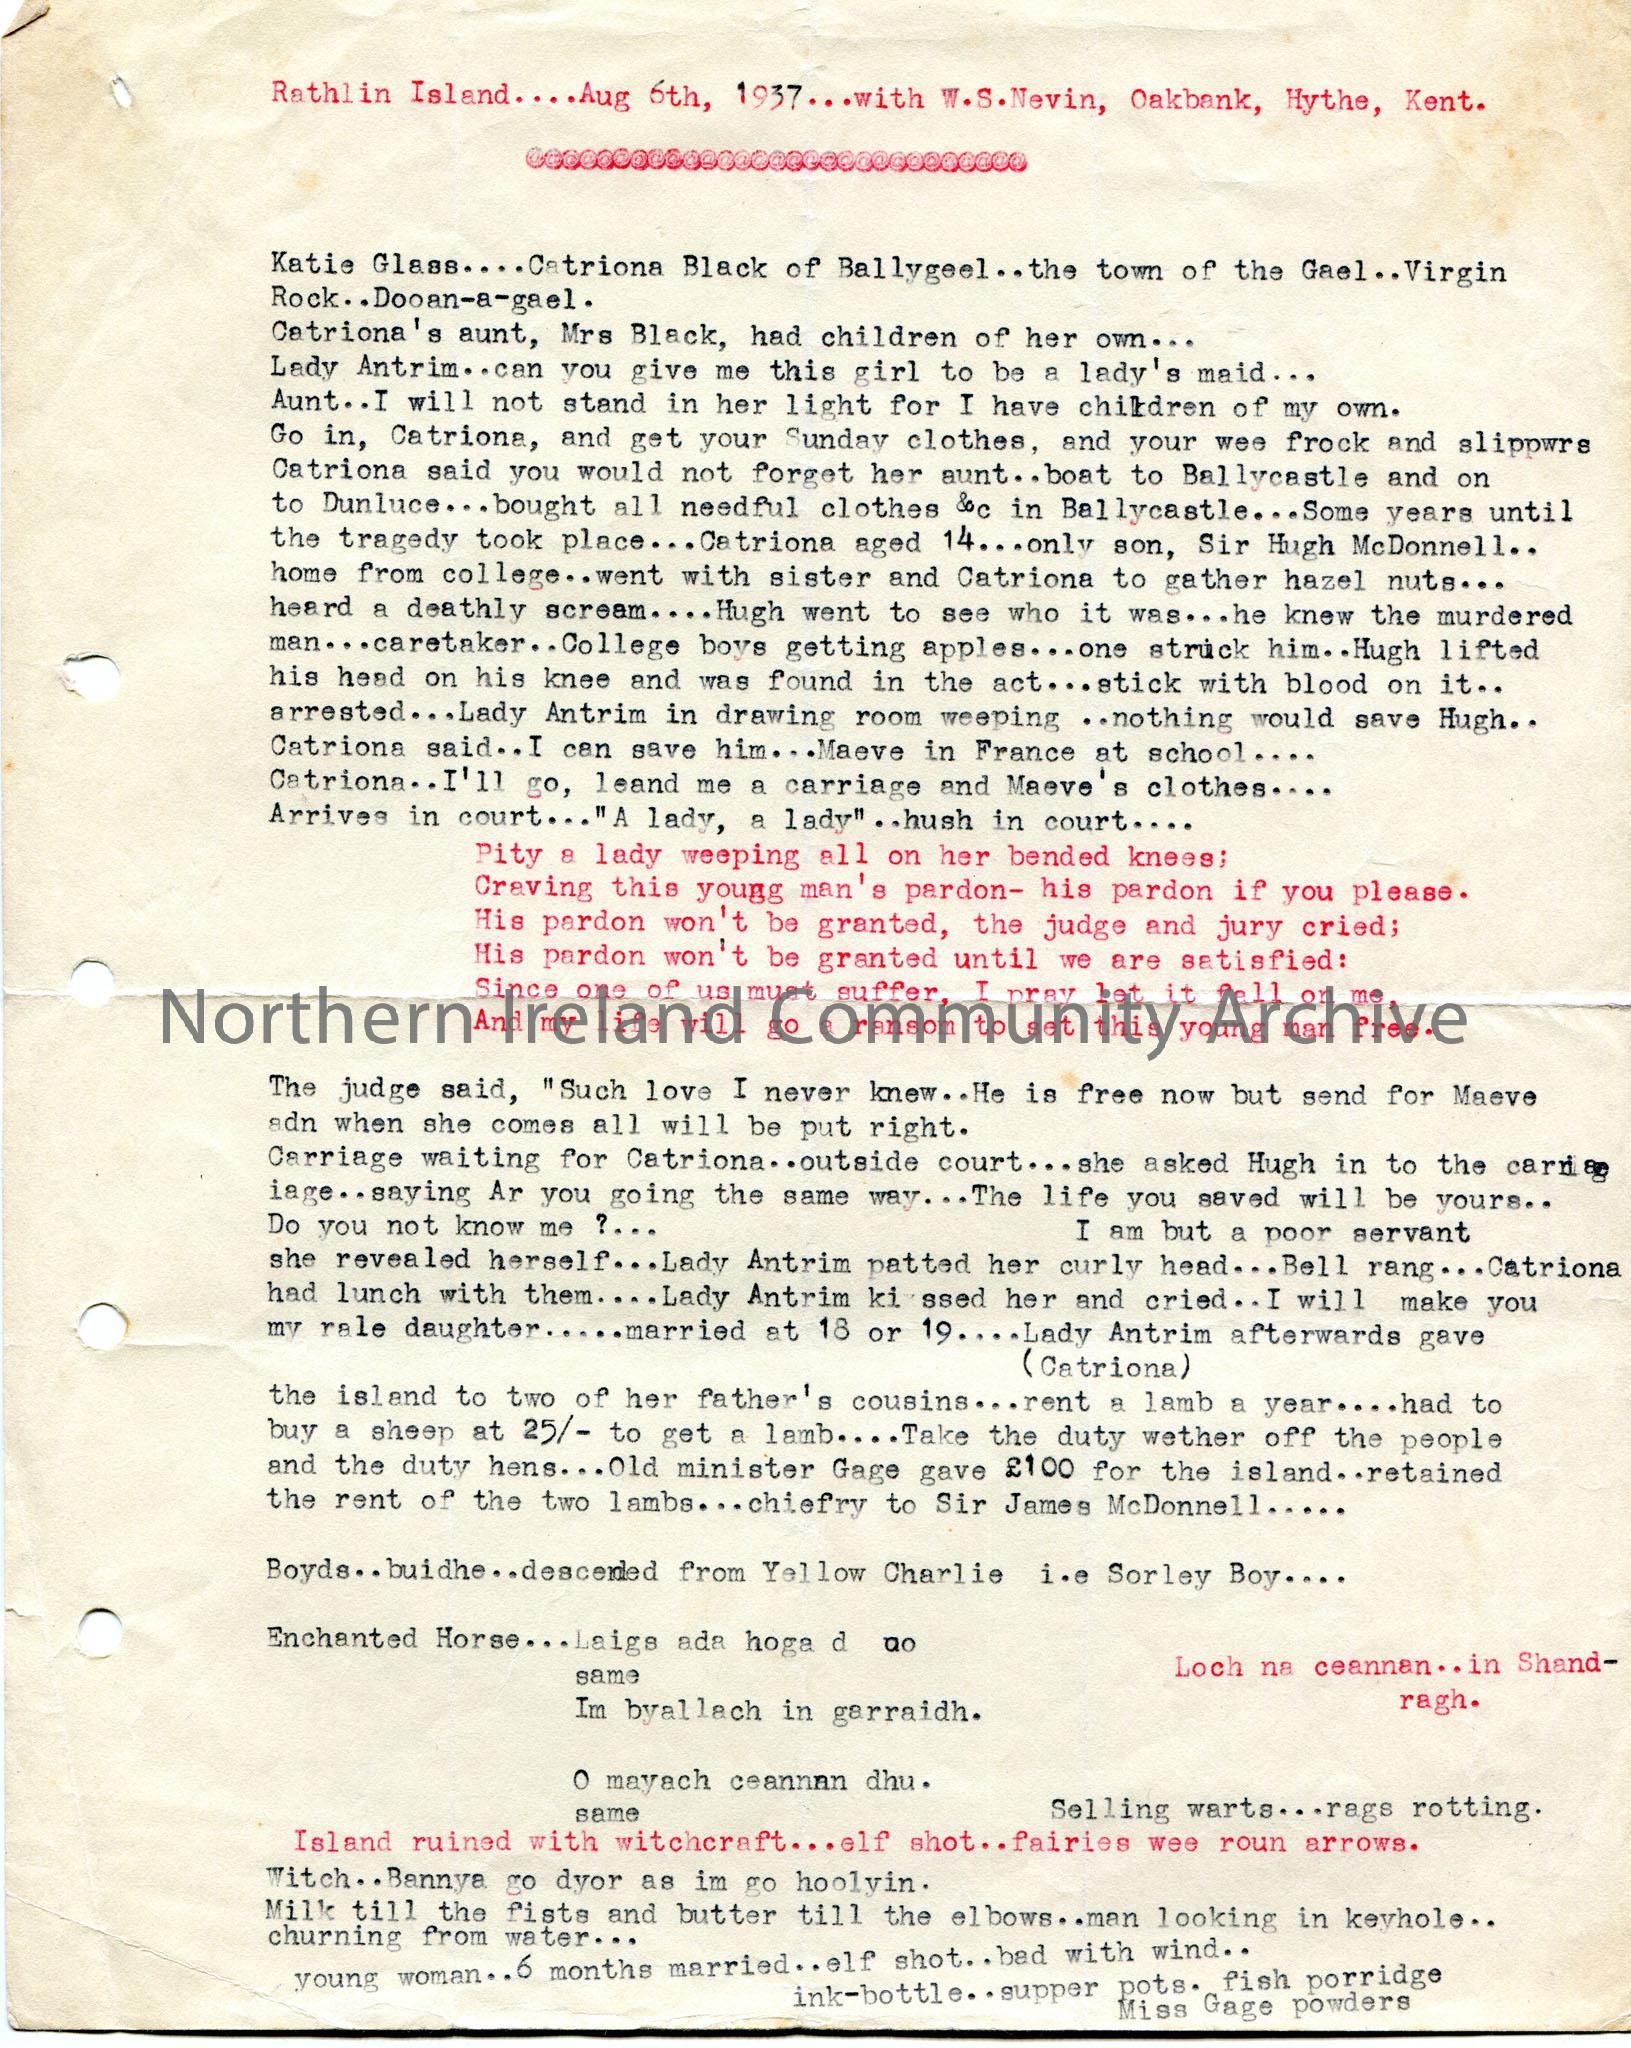 Rathlin Island....Aug 6th, 1937...with W.S.Nevin, Oakbank, Hythe, Kent.
@@@@@@@@@@@@@@@@@@@@@@@@@@@@@
Katie Glass....Catriona Black of Ballygeel..the town of the Gael..Virgin
Rock..Dooan-a-gael.
Catriona's aunt, Mrs Black, had children of her own...
Lady Antrim..can you give me this girl to be a lady's maid...
Aunt..I will not stand in her light for I have children of my own.
Go in, Catriona, and get your Sunday clothes, and your wee frock and slippwrs
Catriona said you would not forget her aunt..boat to Ballycastle and on
to Dunluce...bought all needful clothes &c in Ballycastle...Some years until
the tragedy took place...Catriona aged 14...only son, Sir Hugh McDonnell..
home from college..went with sister and Catriona to gather hazel nuts...
heard a deathly scream....Hugh went to see who it was...he knew the murdered
man...caretaker..College boys getting apples...one struck him..Hugh lifted
his head on his knee and was found in the act...stick with blood on it..
arrested...Lady Antrim in drawing room weeping ..nothing would save Hugh..
Catriona said..I can save him...Maeve in France at school....
Catriona..I'll go, leand me a carriage and Maeve's clothes....
Arrives in court..."A lady, a lady"..hush in court....
Pity a lady weeping all on her bended knees;
Craving this young man's pardon- his pardon if you please.
His pardon won't be granted, the judge and jury cried;
His pardon won't be granted until we are satisfied:
Since one of us must suffer, I pray let it fall on me,
And my life will go a ransom to set this young man free.
Northern Ireland Community Archive
The judge said, "Such love I never knew..He is free now but send for Maeve
adn when she comes all will be put right.
Carriage waiting for Catriona..outside court...she asked Hugh in to the carriage
iage..saying Ar you going the same way...The life you saved will be yours..
Do you not know me ?... I am but a poor servant
she revealed herself...Lady Antrim patted her curly head...Bell rang...Catriona
had lunch with them....Lady Antrim ki ssed her and cried..I will make you
my rale daughter.....married at 18 or 19....Lady Antrim afterwards gave
(Catriona)
the island to two of her father's cousins...rent a lamb a year....had to
buy a sheep at 25/- to get a lamb....Take the duty wether off the people
and the duty hens...Old minister Gage gave £100 for the island..retained
the rent of the two lambs...chiefry to Sir James McDonnell.....
Boyds..buidhe..descended from Yellow Charlie i.e Sorley Boy....
Enchanted Horse...Laigs ada hoga d uo
same
Loch na ceannan..in Shand-
ragh.
Im byallach in garraidh.
O mayach ceannan dhu.
same
Selling warts...rags rotting.
Island ruined with witchcraft...elf shot..fairies wee roun arrows.
Witch..Bannya go dyor as im go hoolyin.
Milk till the fists and butter till the elbows..man looking in keyhole..
churning from water...
young woman..6 months married..elf shot..bad with wind..
ink-bottle..supper pots. fish porridge
Miss Gage powders